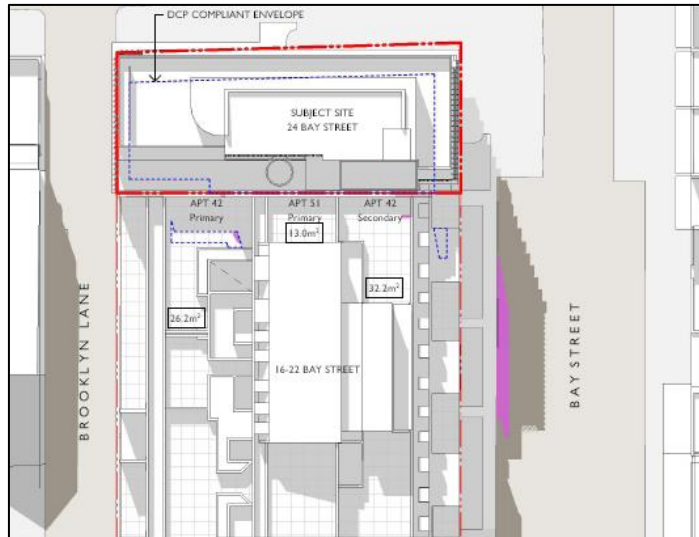 DCP COMPLIANT ENVELOPE
SUBJECT SITE
24 BAY STREET
APT 42
Primary
APT 51
Primary
APT 42
Secondary
13.0m²
32.2m²
26.2m²
16-22 BAY STREET
BROOKLYN LANE
BAY STREET